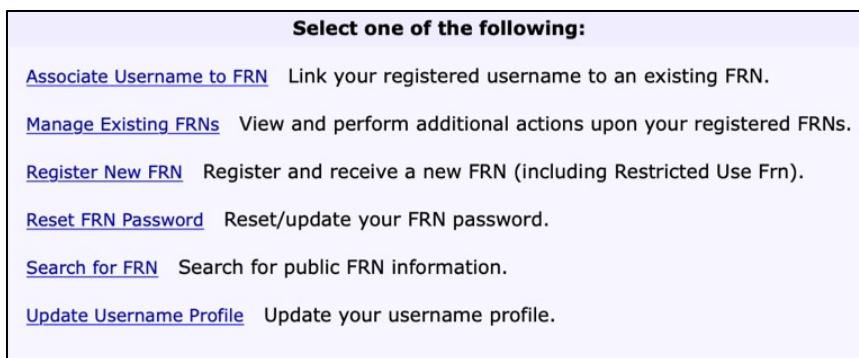 Select one of the following:
Associate Username to FRN Link your registered username to an existing FRN.
Manage Existing FRNs View and perform additional actions upon your registered FRNs.
Register New FRN Register and receive a new FRN (including Restricted Use Frn).
Reset FRN Password Reset/update your FRN password.
Search for FRN Search for public FRN information.
Update Username Profile Update your username profile.